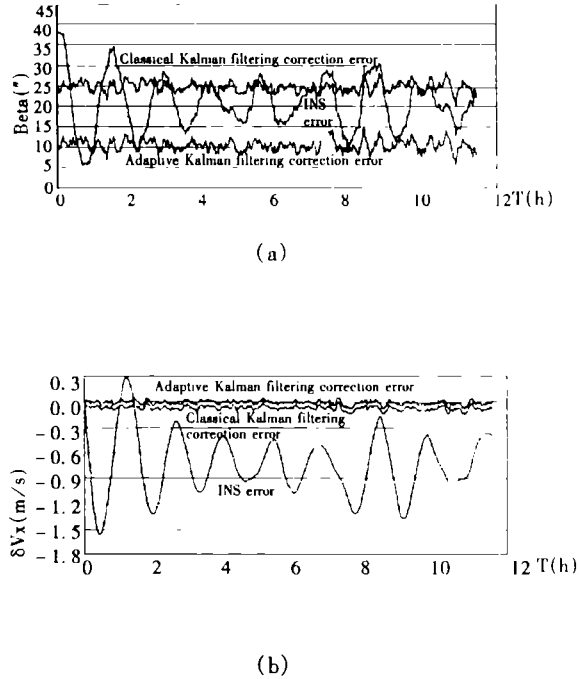 45
40
35
30
25
20
15
10
5
0
Beta(″)
Classical Kalman filtering correction error
INS
error
Adaptive Kalman filtering correction error
0 2 4 6 8 10 12T(h)
(a)
0.3
0.0
-0.3
-0.6
-0.9
-1.2
-1.5
-1.8
δVx(m/s)
Adaptive Kalman filtering correction error
Classical Kalman filtering
correction error
INS error
0 2 4 6 8 10 12 T(h)
(b)